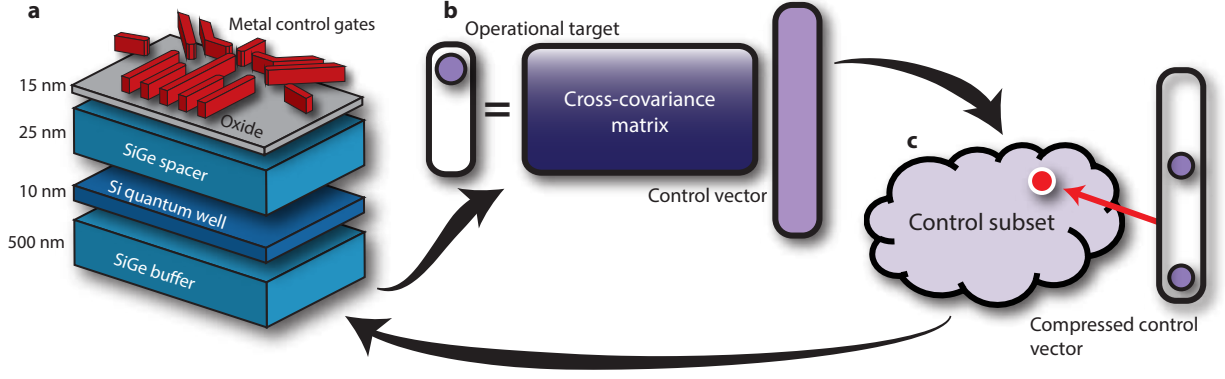 a
Metal control gates
15 nm
Oxide
25 nm
SiGe spacer
10 nm
Si quantum well
500 nm
SiGe buffer
b
Operational target
=
Cross-covariance
matrix
Control vector
c
Control subset
Compressed control
vector